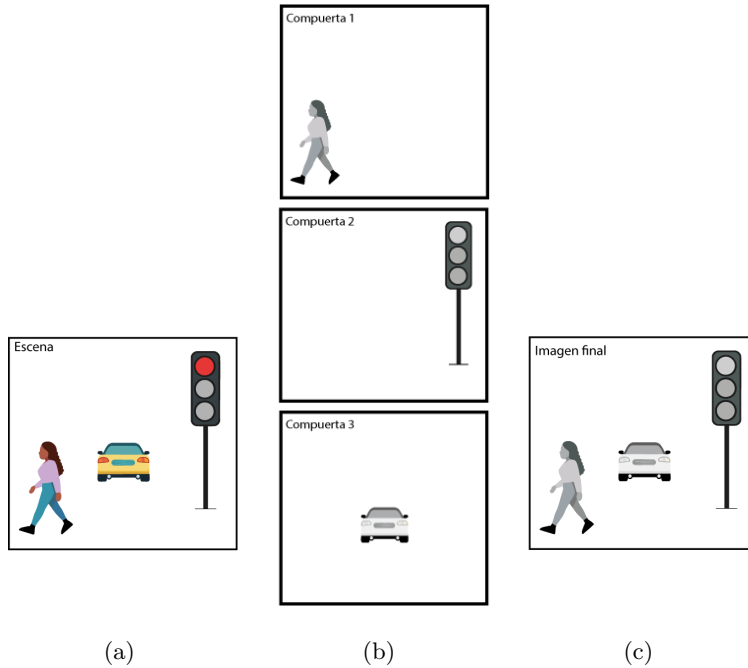 Compuerta 1
Compuerta 2
Escena
Imagen final
Compuerta 3
(a)
(b)
(c)